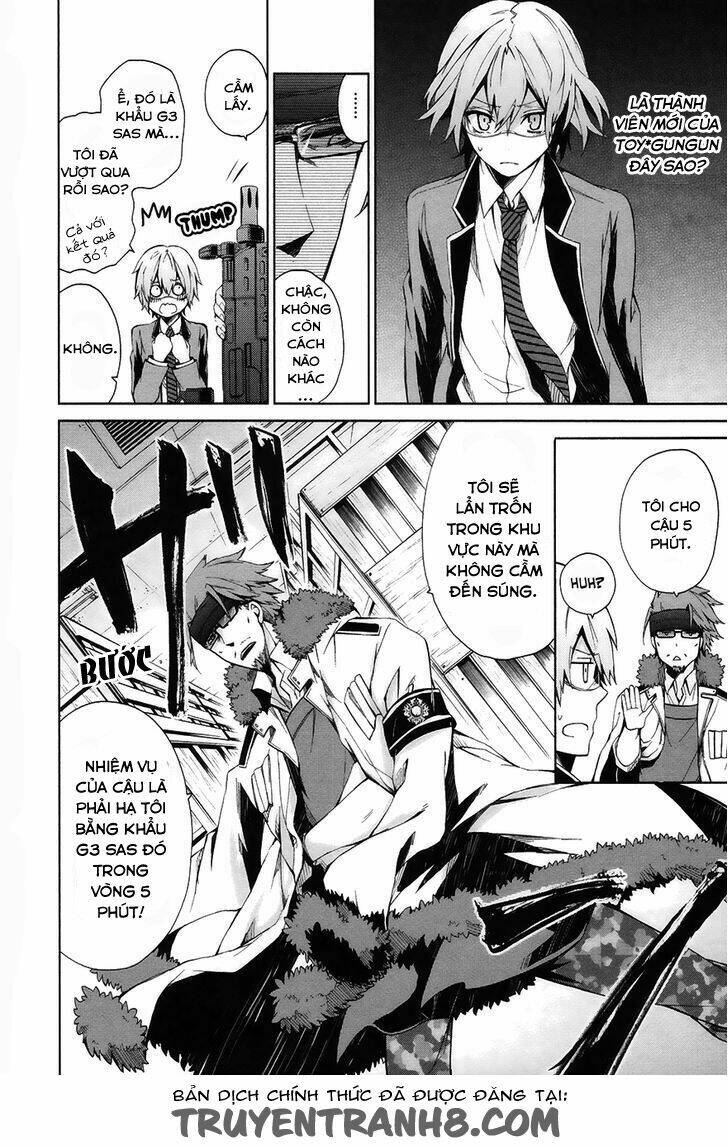 LÀ THÀNH
VIÊN MỚI CỦA
TOY*GUNGUN
ĐÂY SAO?
........
CHẬC,
KHÔNG
CÒN
CÁCH
NÀO
KHÁC
...
CẦM
LẤY.
THUMP
Ể, ĐÓ LÀ
KHẨU G3
SAS MÀ...
TÔI ĐÃ
VƯỢT QUA
RỒI SAO?
Cả với
kết quả
đó?
KHÔNG.
TÔI CHO
CẬU 5
PHÚT.
HUH?
TÔI SẼ
LẨN TRỐN
TRONG KHU
VỰC NÀY MÀ
KHÔNG CẦM
ĐẾN SÚNG.
ザッ
BƯỚC
NHIỆM VỤ
CỦA CẬU LÀ
PHẢI HẠ TÔI
BẰNG KHẨU
G3 SAS ĐÓ
TRONG
VÒNG 5
PHÚT!
BẢN DỊCH CHÍNH THỨC ĐÃ ĐƯỢC ĐĂNG TẠI:
TRUYENTRANH8.COM